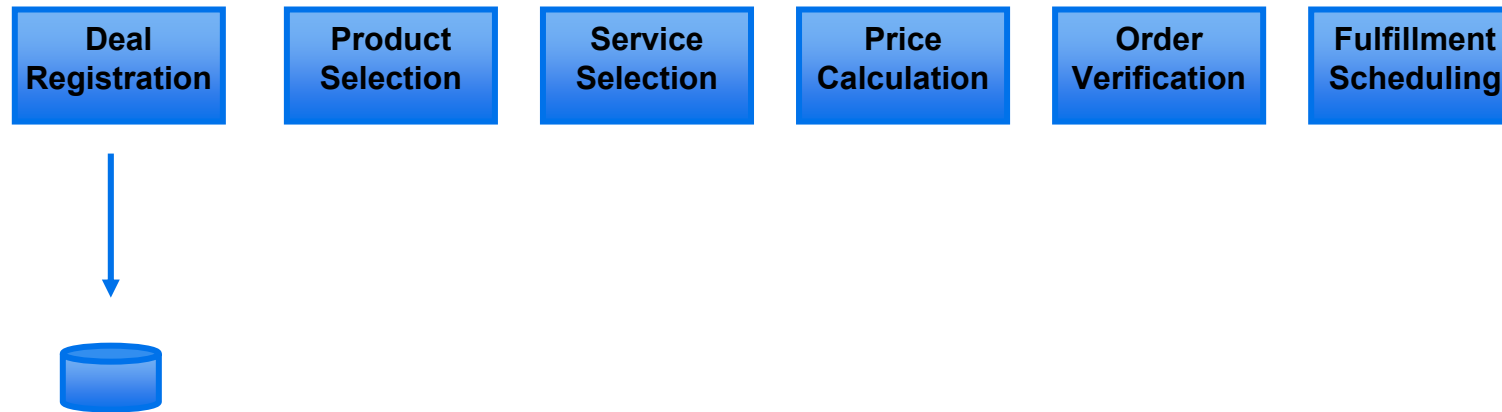 Deal
Registration
Product
Selection
Service
Selection
Price
Calculation
Order
Verification
Fulfillment
Scheduling